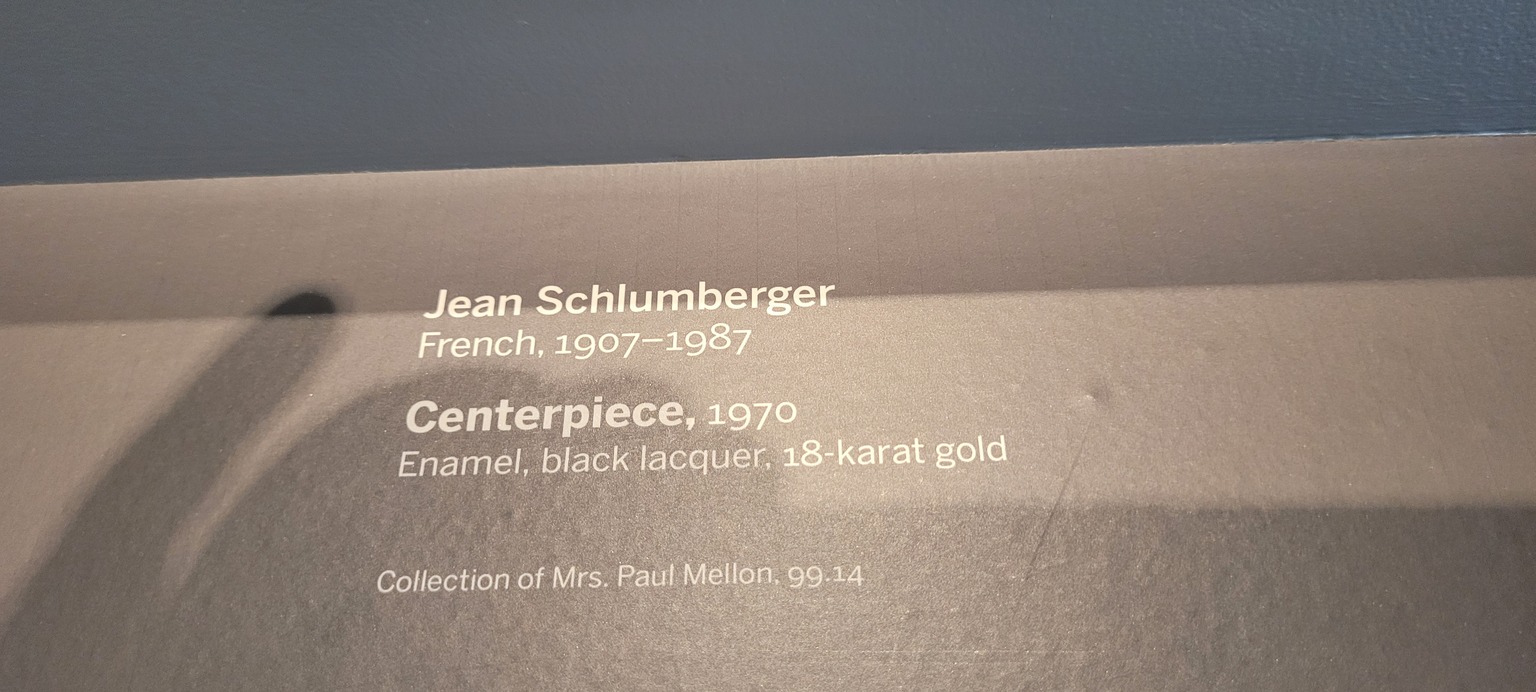 Jean Schlumberger
French, 1907–1987
Centerpiece, 1970
Enamel, black lacquer, 18-karat gold
Collection of Mrs. Paul Mellon, 99.14